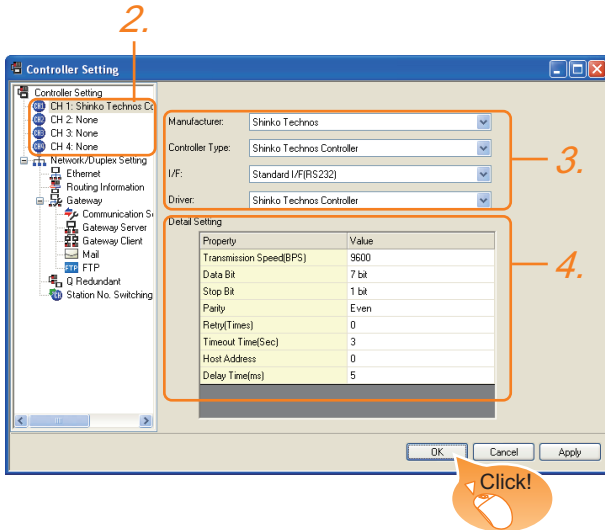 2.
Controller Setting
Controller Setting
CH 1: Shinko Technos Co
CH 2: None
CH 3: None
CH 4: None
Network/Duplex Setting
Ethernet
Routing Information
Gateway
Communication Se
Gateway Server
Gateway Client
Mail
FTP FTP
Q Redundant
Station No. Switching
Manufacturer: Shinko Technos
Controller Type: Shinko Technos Controller
I/F: Standard I/F(RS232)
Driver: Shinko Technos Controller
3.
Detail Setting
Property Value
Transmission Speed(BPS) 9600
Data Bit 7 bit
Stop Bit 1 bit
Parity Even
Retry(Times) 0
Timeout Time(Sec) 3
Host Address 0
Delay Time(ms) 5
4.
OK Cancel Apply
Click!